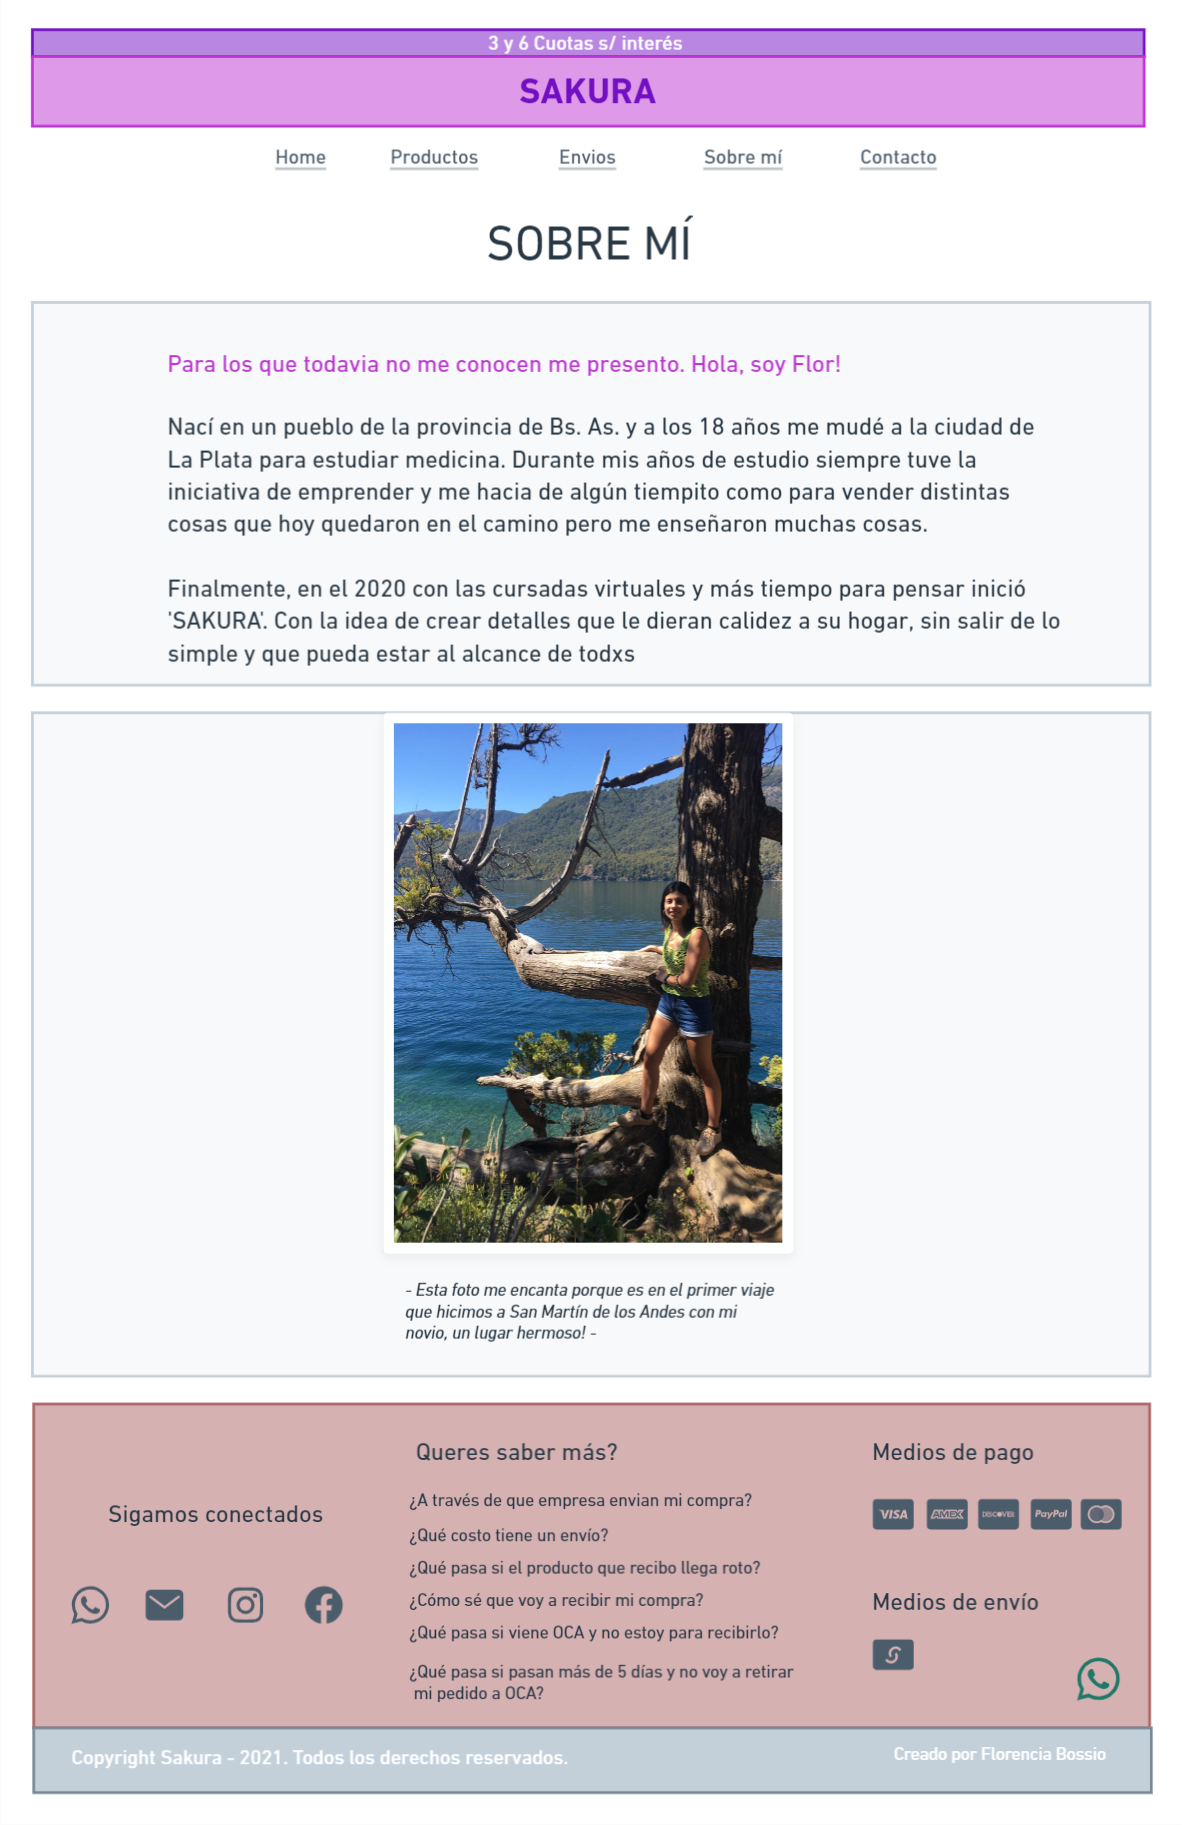 3 y 6 Cuotas s/ interés
SAKURA
Home Productos Envios Sobre mí Contacto
SOBRE MÍ
Para los que todavia no me conocen me presento. Hola, soy Flor!
Nací en un pueblo de la provincia de Bs. As. y a los 18 años me mudé a la ciudad de
La Plata para estudiar medicina. Durante mis años de estudio siempre tuve la
iniciativa de emprender y me hacia de algún tiempito como para vender distintas
cosas que hoy quedaron en el camino pero me enseñaron muchas cosas.
Finalmente, en el 2020 con las cursadas virtuales y más tiempo para pensar inició
'SAKURA'. Con la idea de crear detalles que le dieran calidez a su hogar, sin salir de lo
simple y que pueda estar al alcance de todxs
- Esta foto me encanta porque es en el primer viaje
que hicimos a San Martín de los Andes con mi
novio, un lugar hermoso! -
Sigamos conectados
Queres saber más?
¿A través de que empresa envian mi compra?
¿Qué costo tiene un envío?
¿Qué pasa si el producto que recibo llega roto?
¿Cómo sé que voy a recibir mi compra?
¿Qué pasa si viene OCA y no estoy para recibirlo?
¿Qué pasa si pasan más de 5 días y no voy a retirar
mi pedido a OCA?
Medios de pago
VISA AMEX DISCOVER PayPal
Medios de envío
Copyright Sakura - 2021. Todos los derechos reservados.
Creado por Florencia Bossio